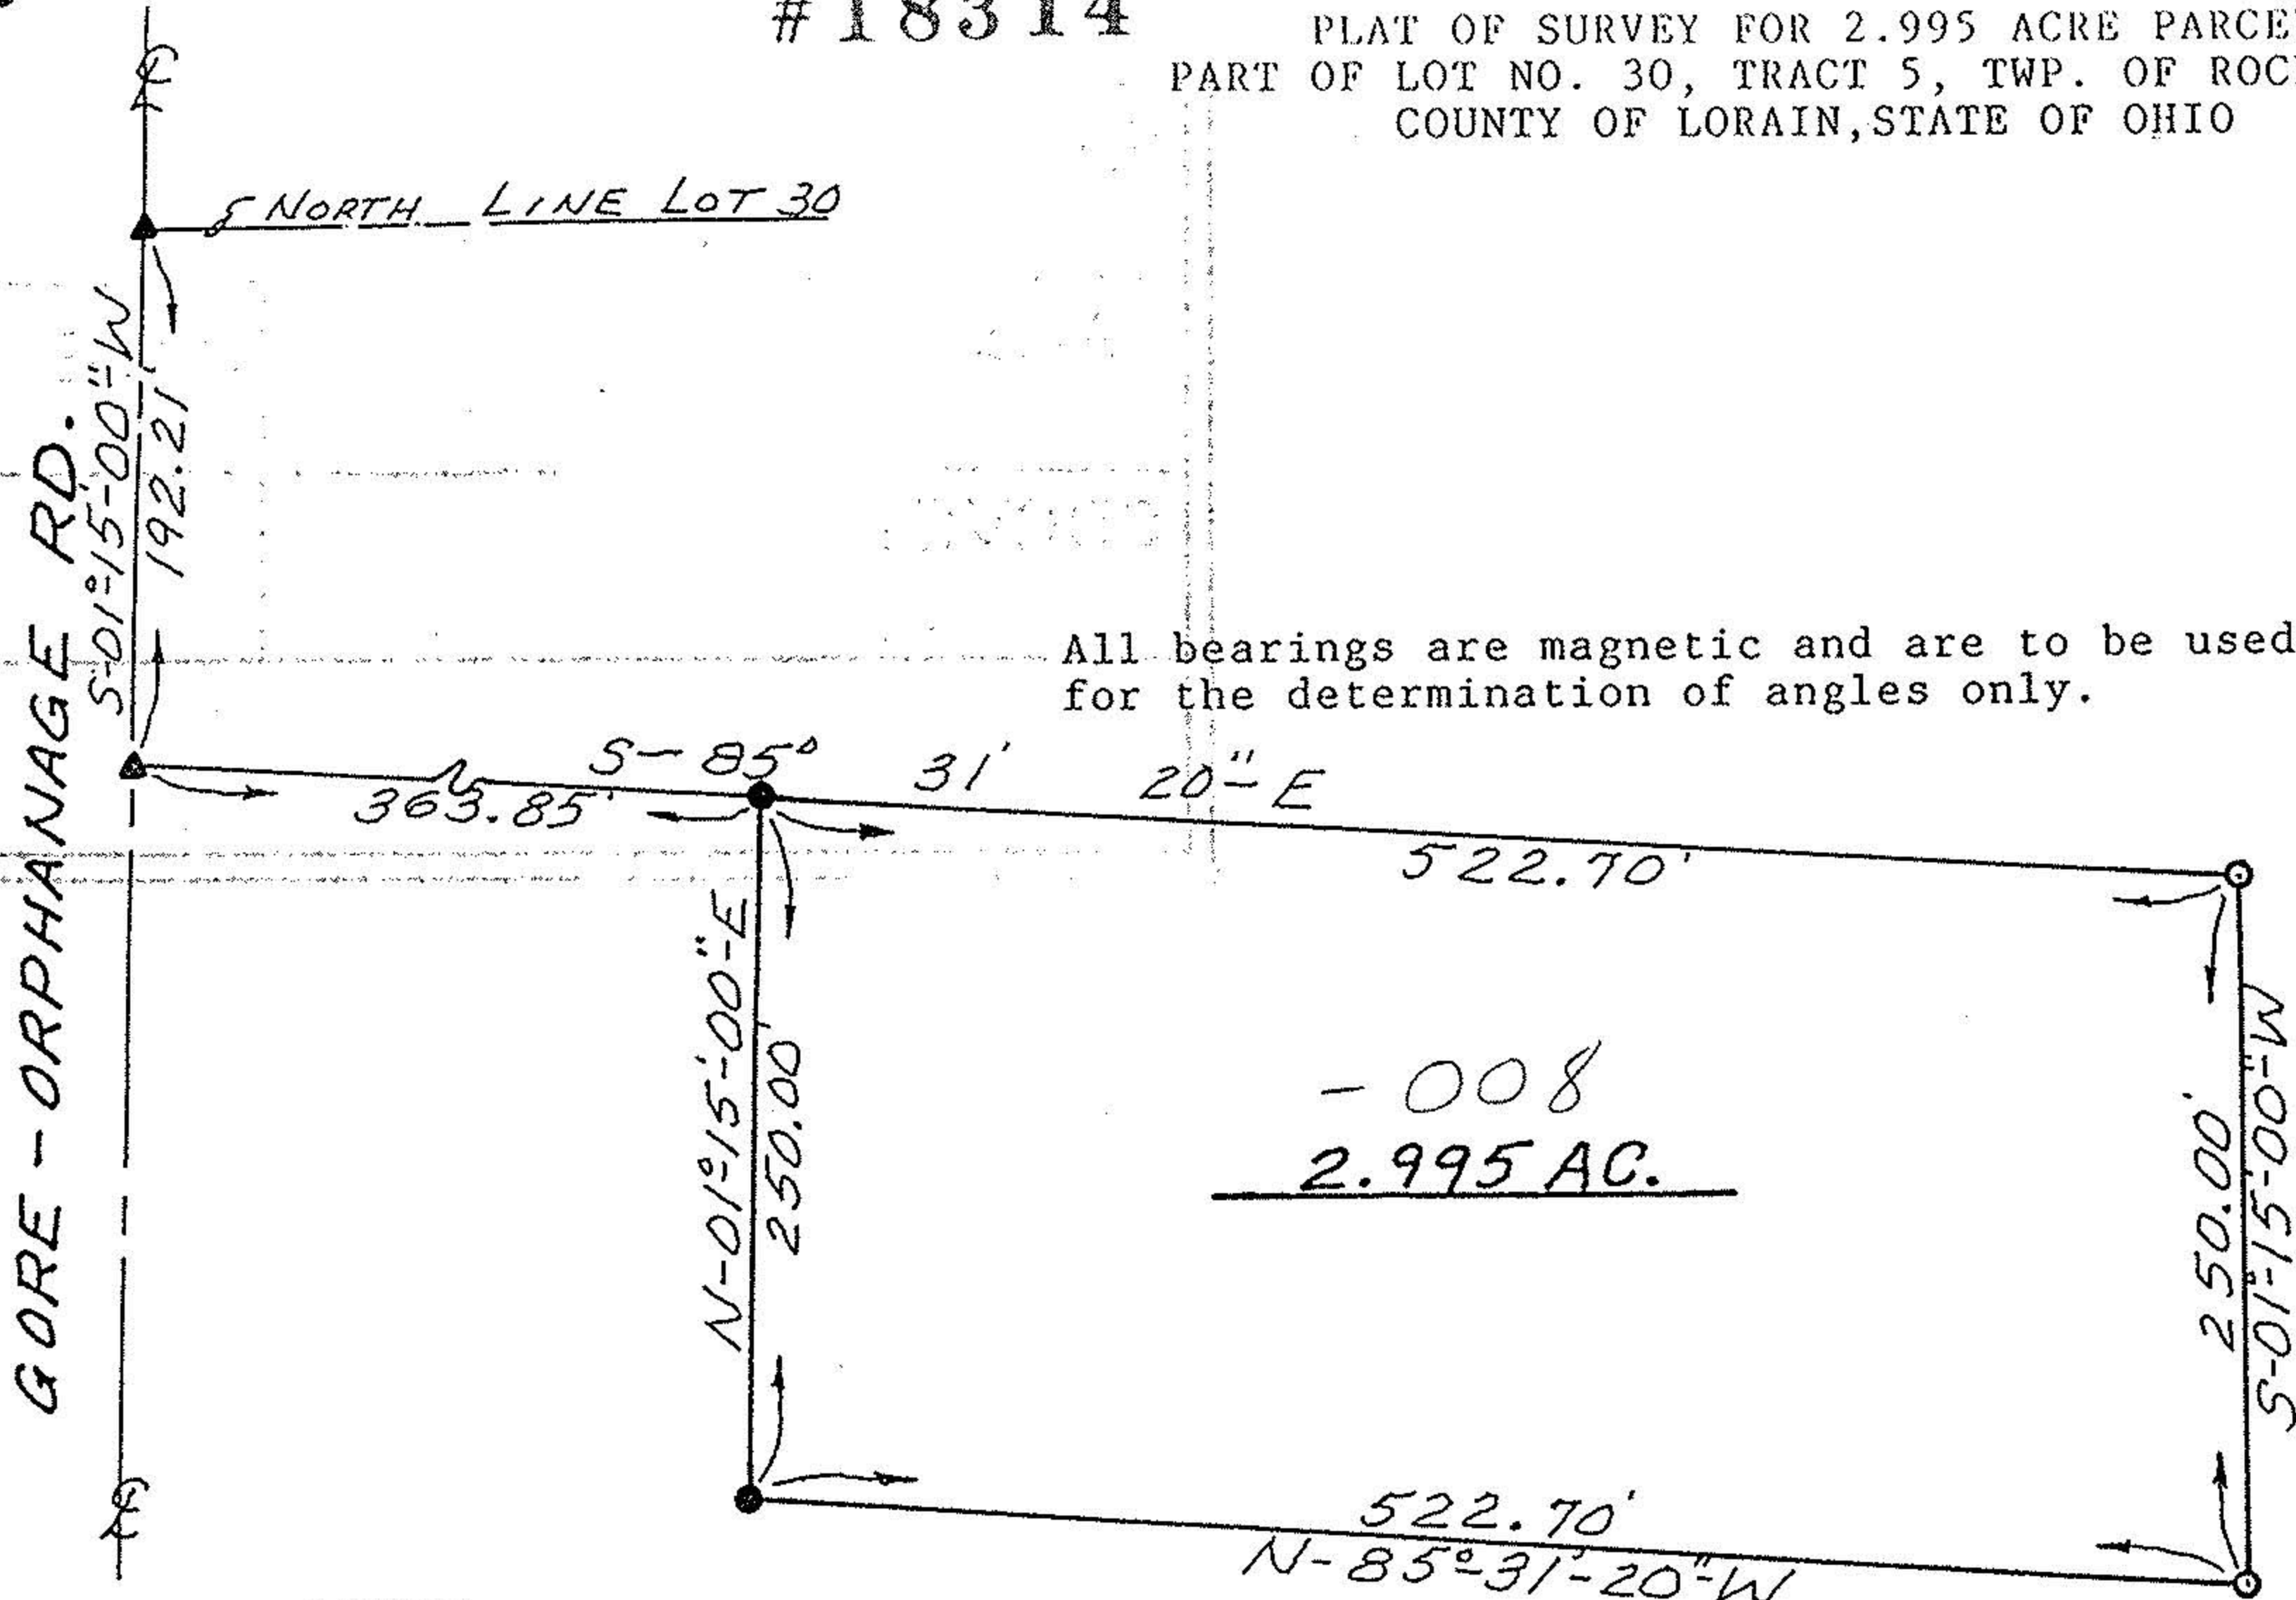 #18314
PLAT OF SURVEY FOR 2.995 ACRE PARCE
PART OF LOT NO. 30, TRACT 5, TWP. OF ROC
COUNTY OF LORAIN, STATE OF OHIO
NORTH LINE LOT 30
S-01°-15'-00"-W
192.21'
GORE-ORPHANAGE RD.
All bearings are magnetic and are to be used
for the determination of angles only.
S-85° 31' 20"-E
363.85'
522.70'
N-01°-15'-00"-E
250.00'
-008
2.995 AC.
250.00'
S-01°-15'-00"-W
522.70'
N-85°-31'-20"-W